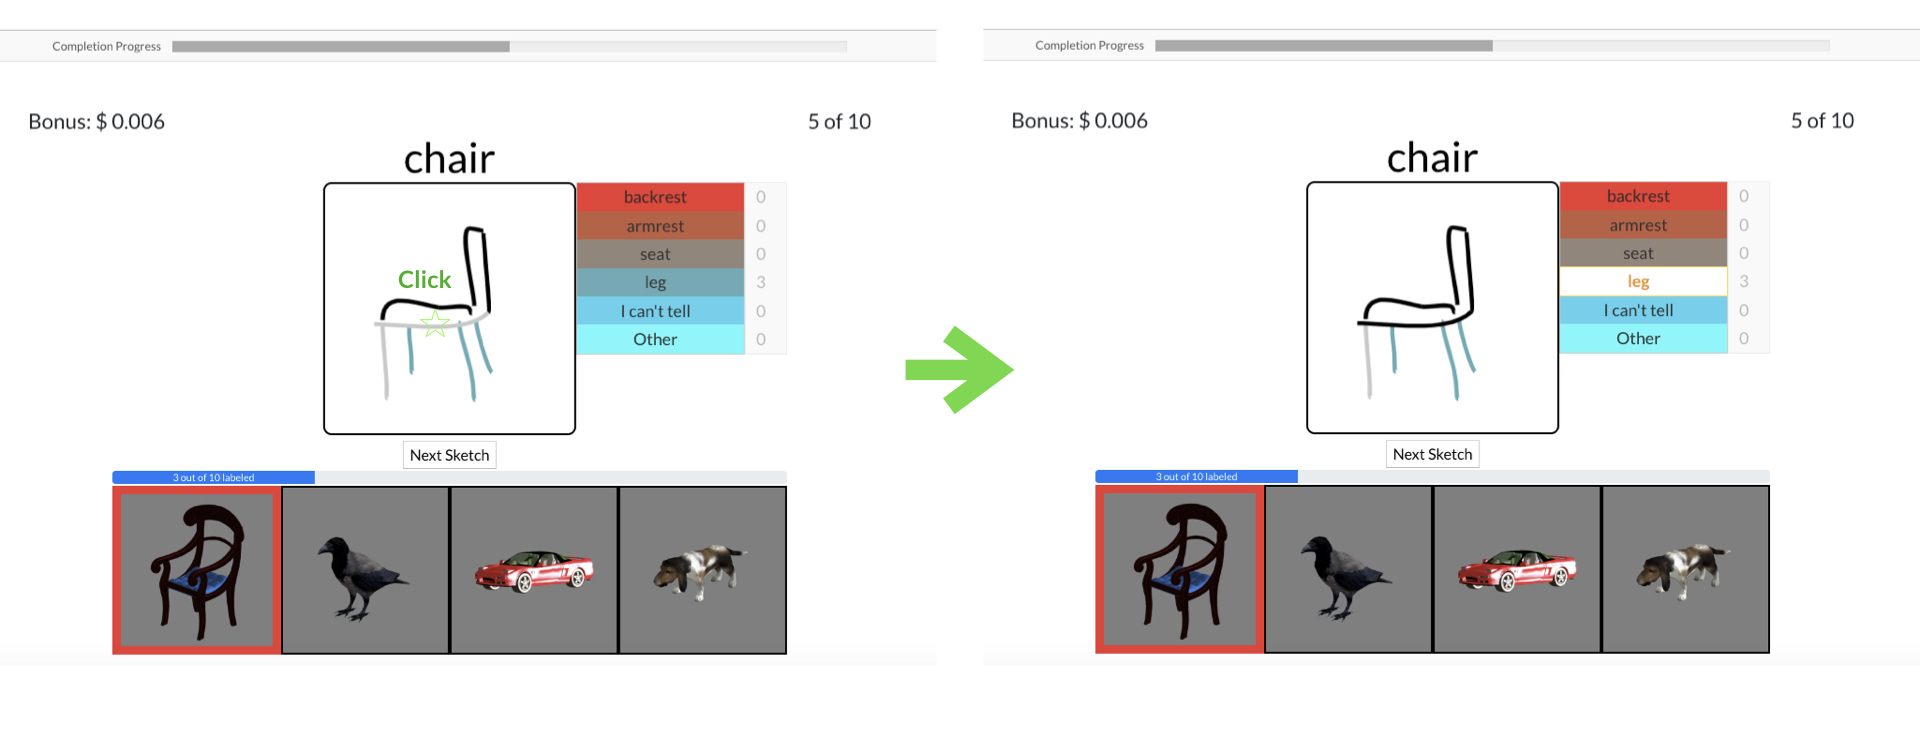 Completion Progress
Bonus: $ 0.006
5 of 10
chair
backrest 0
armrest 0
seat 0
Click
leg 3
I can't tell 0
Other 0
Next Sketch
3 out of 10 labeled
Completion Progress
Bonus: $ 0.006
5 of 10
chair
backrest 0
armrest 0
seat 0
leg 3
I can't tell 0
Other 0
Next Sketch
3 out of 10 labeled